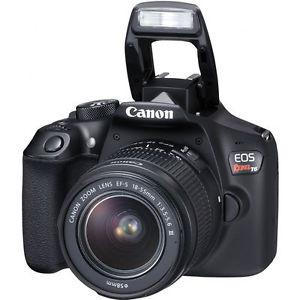 Canon
EOS
Rebel T6
CANON ZOOM LENS EF-S 18-55mm 1:3.5-5.6 III
ø58mm